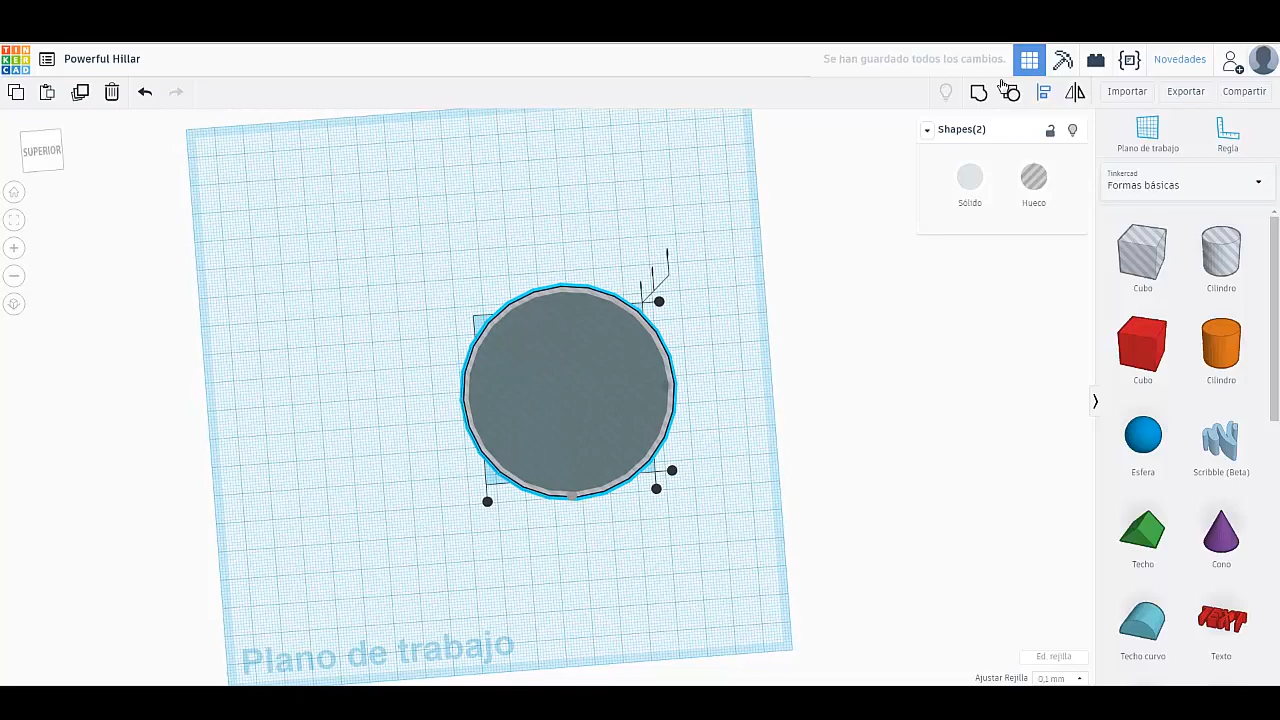 TIN
KER
CAD
Powerful Hillar
Se han guardado todos los cambios.
Novedades
Importar
Exportar
Compartir
SUPERIOR
Shapes(2)
Sólido
Hueco
Plano de trabajo
Regla
Tinkercad
Formas básicas
Cubo
Cilindro
Cubo
Cilindro
Esfera
Scribble (Beta)
Techo
Cono
Techo curvo
Texto
Plano de trabajo
Ed. rejilla
Ajustar Rejilla
0,1 mm